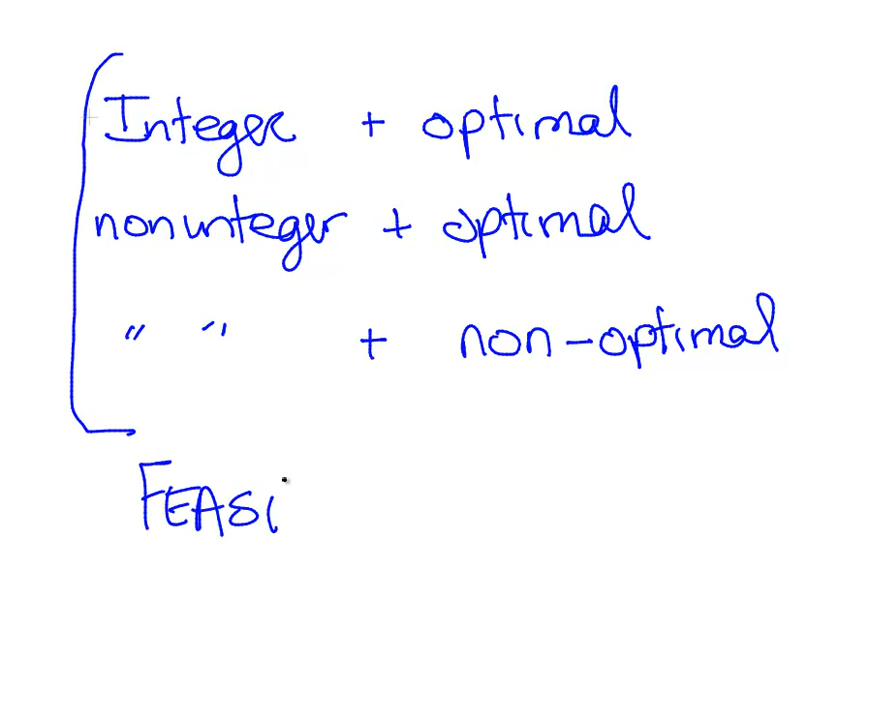 Integer + optimal
noninteger + optimal
" " + non-optimal
FEASi